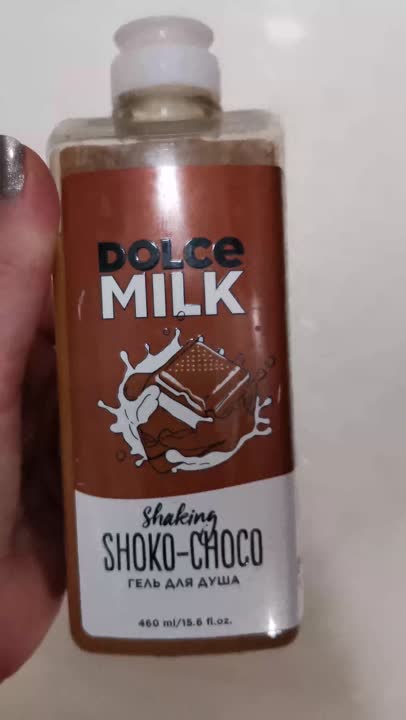 DOLCe
MILK
Shaking
SHOKO-CHOCO
ГЕЛЬ ДЛЯ ДУША
460 ml/15.6 fl.oz.